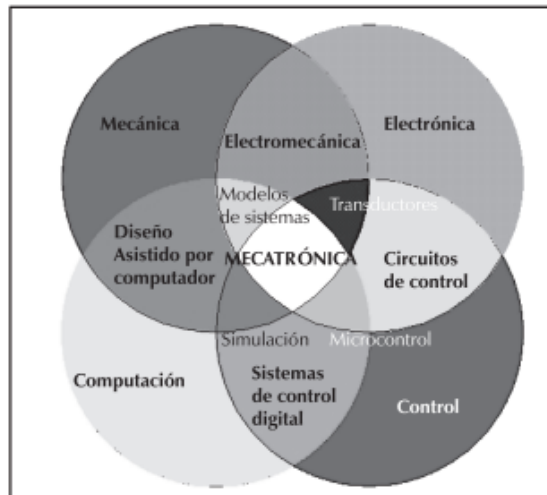 Mecánica
Electrónica
Electromecánica
Modelos
de sistemas
Transductores
Diseño
Asistido por
computador
MECATRÓNICA
Circuitos
de control
Simulación
Microcontrol
Computación
Sistemas
de control
digital
Control